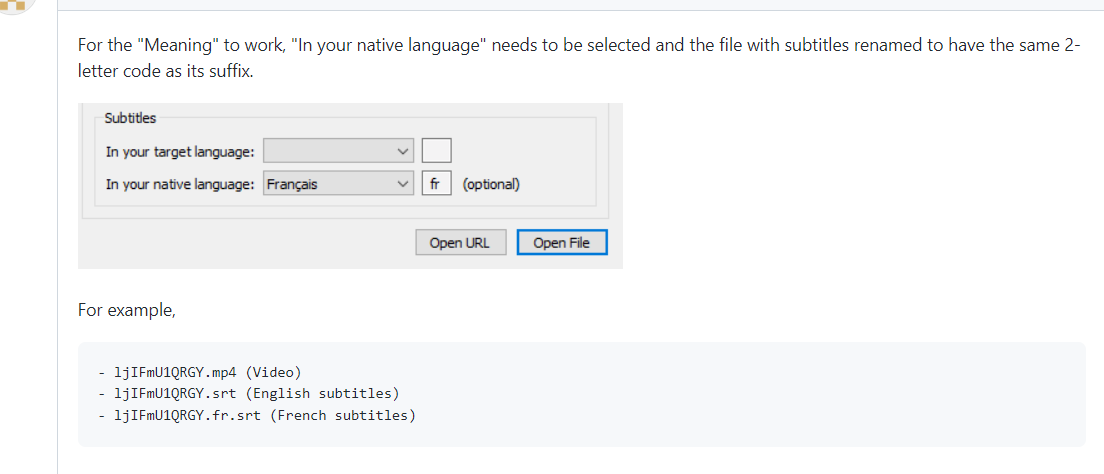 For the "Meaning" to work, "In your native language" needs to be selected and the file with subtitles renamed to have the same 2-
letter code as its suffix.
Subtitles
In your target language:
In your native language: Français fr (optional)
Open URL Open File
For example,
- ljIFmU1QRGY.mp4 (Video)
- ljIFmU1QRGY.srt (English subtitles)
- ljIFmU1QRGY.fr.srt (French subtitles)